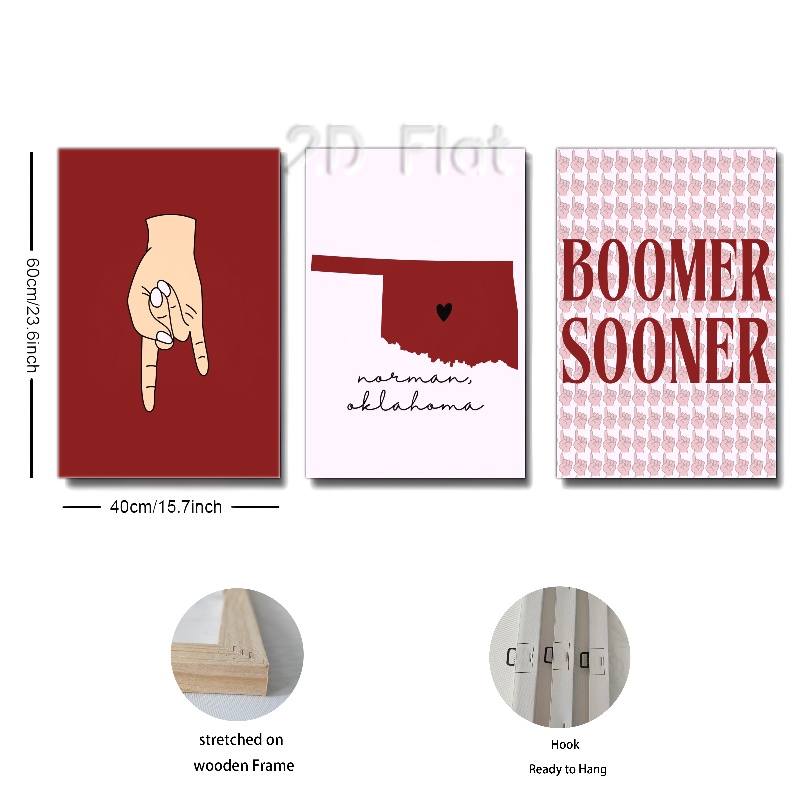 2D Flat
60cm/23.6inch
norman,
oklahoma
BOOMER
SOONER
40cm/15.7inch
stretched on
wooden Frame
Hook
Ready to Hang